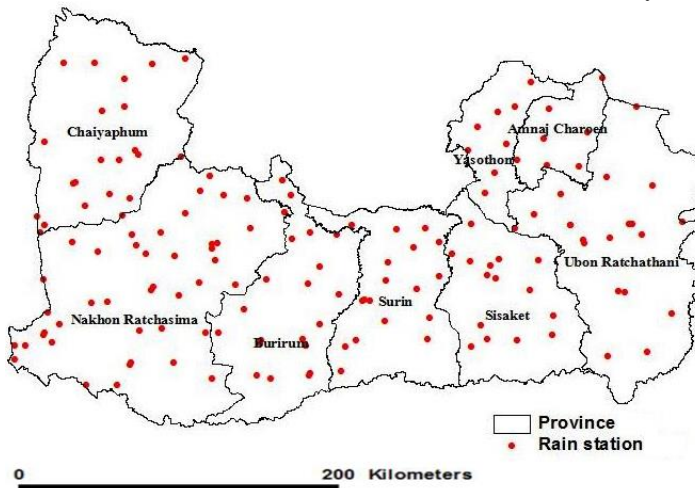 Chaiyaphum
Amnaj Charoen
Yasothon
Ubon Ratchathani
Nakhon Ratchasima
Surin
Sisaket
Burirum
Province
Rain station
0 200 Kilometers